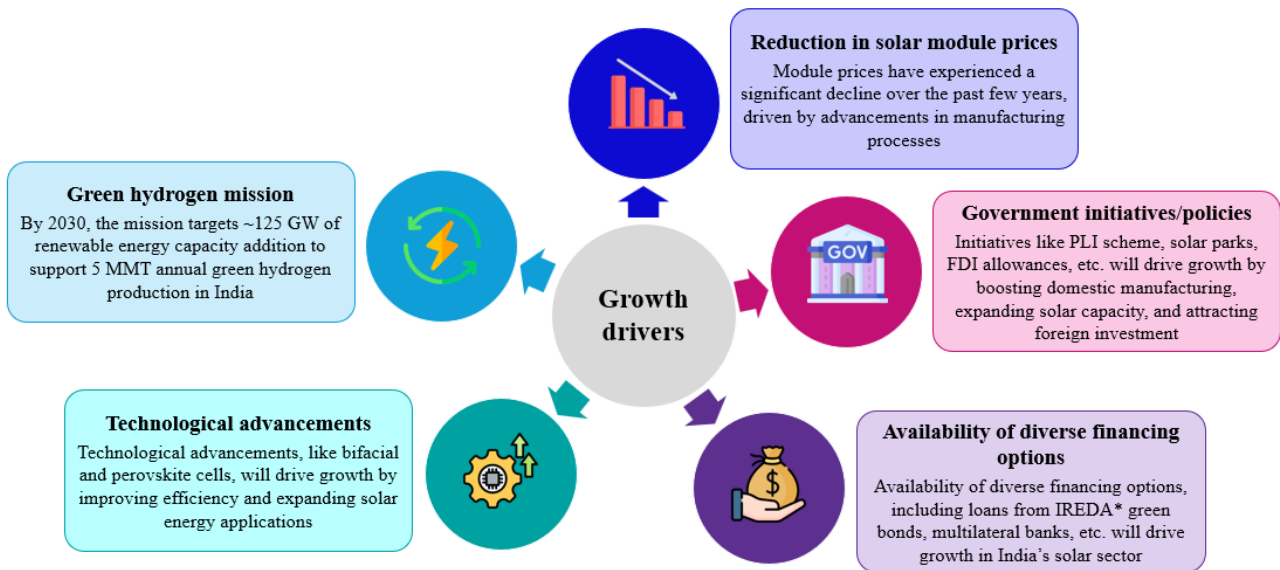 Reduction in solar module prices
Module prices have experienced a
significant decline over the past few years,
driven by advancements in manufacturing
processes
Green hydrogen mission
By 2030, the mission targets ~125 GW of
renewable energy capacity addition to
support 5 MMT annual green hydrogen
production in India
GOV
Government initiatives/policies
Initiatives like PLI scheme, solar parks,
FDI allowances, etc. will drive growth by
boosting domestic manufacturing,
expanding solar capacity, and attracting
foreign investment
Growth
drivers
Technological advancements
Technological advancements, like bifacial
and perovskite cells, will drive growth by
improving efficiency and expanding solar
energy applications
$
Availability of diverse financing
options
Availability of diverse financing options,
including loans from IREDA* green
bonds, multilateral banks, etc. will drive
growth in India’s solar sector